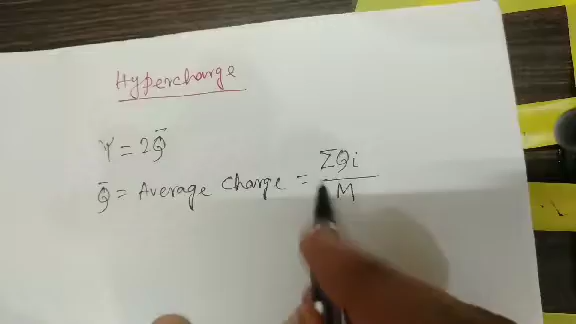 Hypercharge
Y = 2Q̄
Q̄ = Average Charge = ΣQi / M